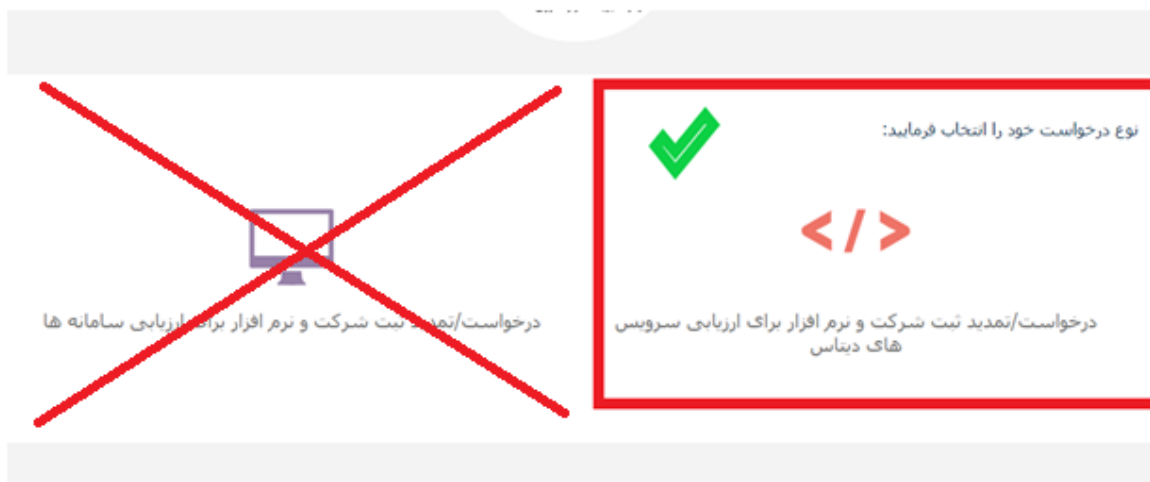 نوع درخواست خود را انتخاب فرمایید:
</>
درخواست/تمدید ثبت شرکت و نرم افزار برای ارزیابی سرویس
های دیتاس
درخواست/تمدید ثبت شرکت و نرم افزار برای ارزیابی سامانه ها